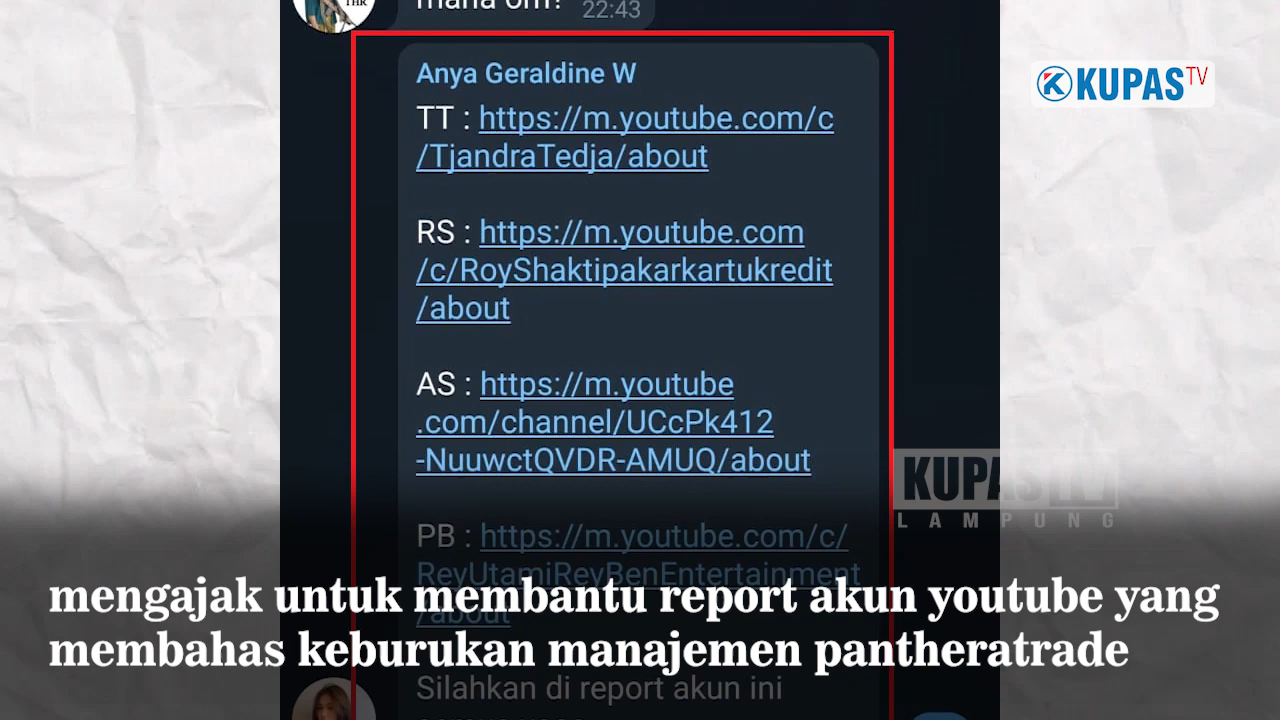 THR
mana om?
22:43
Anya Geraldine W
TT : https://m.youtube.com/c
/TjandraTedja/about
RS : https://m.youtube.com
/c/RoyShaktipakarkartukredit
/about
AS : https://m.youtube
.com/channel/UCcPk412
-NuuwctQVDR-AMUQ/about
PB : https://m.youtube.com/c/
ReyUtamiReyBenEntertainment
/about
Silahkan di report akun ini
KUPAS TV
KUPAS TV
LAMPUNG
mengajak untuk membantu report akun youtube yang
membahas keburukan manajemen pantheratrade